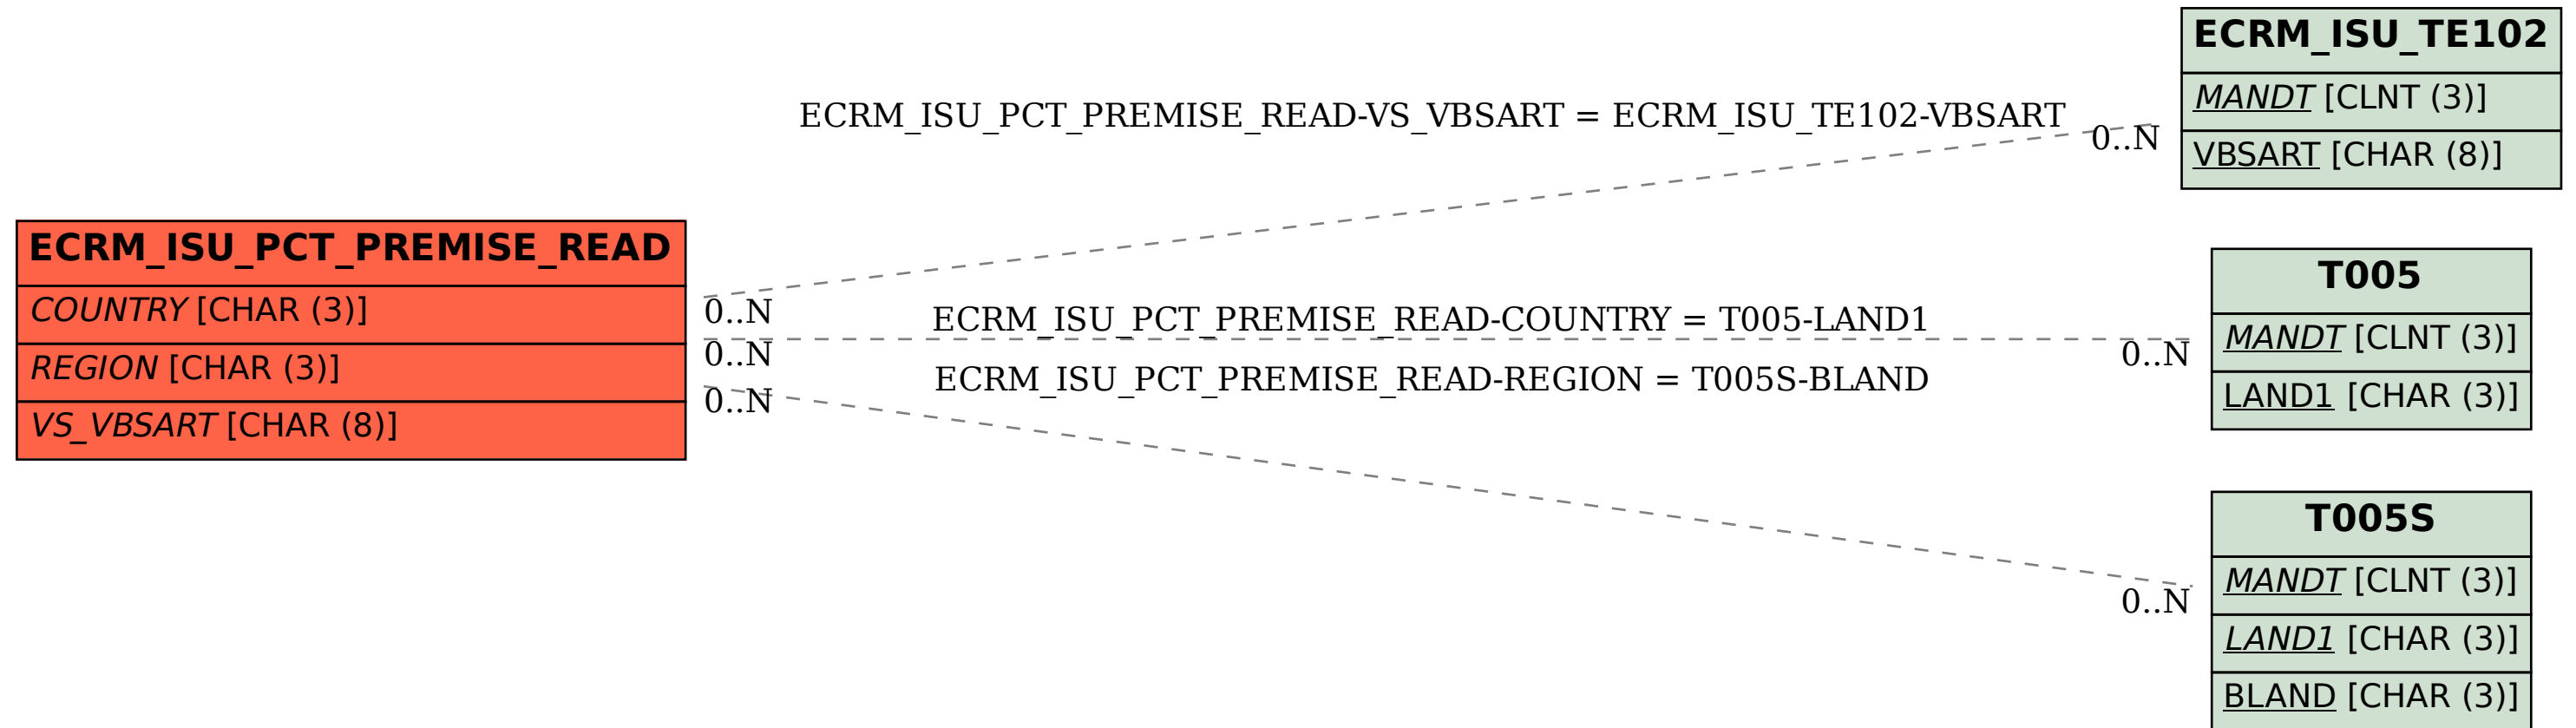 ECRM_ISU_PCT_PREMISE_READ
COUNTRY [CHAR (3)]
REGION [CHAR (3)]
VS_VBSART [CHAR (8)]
ECRM_ISU_PCT_PREMISE_READ-VS_VBSART = ECRM_ISU_TE102-VBSART
0..N
0..N
ECRM_ISU_PCT_PREMISE_READ-COUNTRY = T005-LAND1
0..N
0..N
ECRM_ISU_PCT_PREMISE_READ-REGION = T005S-BLAND
0..N
0..N
ECRM_ISU_TE102
MANDT [CLNT (3)]
VBSART [CHAR (8)]
T005
MANDT [CLNT (3)]
LAND1 [CHAR (3)]
T005S
MANDT [CLNT (3)]
LAND1 [CHAR (3)]
BLAND [CHAR (3)]